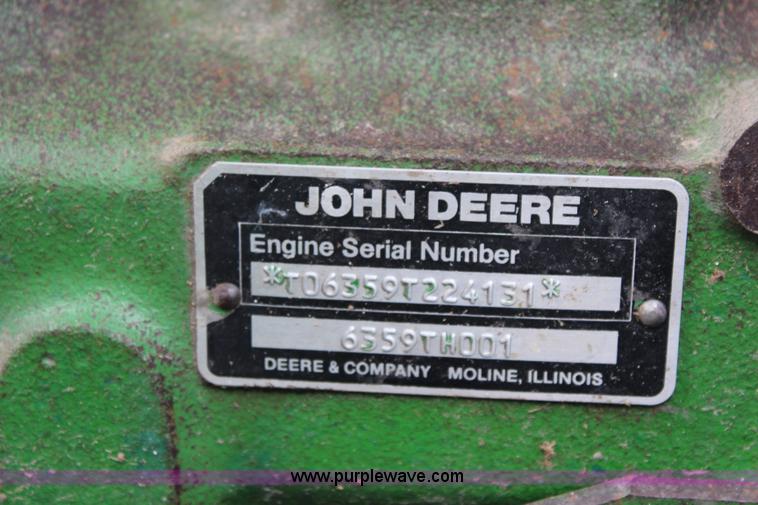 JOHN DEERE
Engine Serial Number
*T06359T224131*
6359TH001
DEERE & COMPANY MOLINE, ILLINOIS
www.purplewave.com